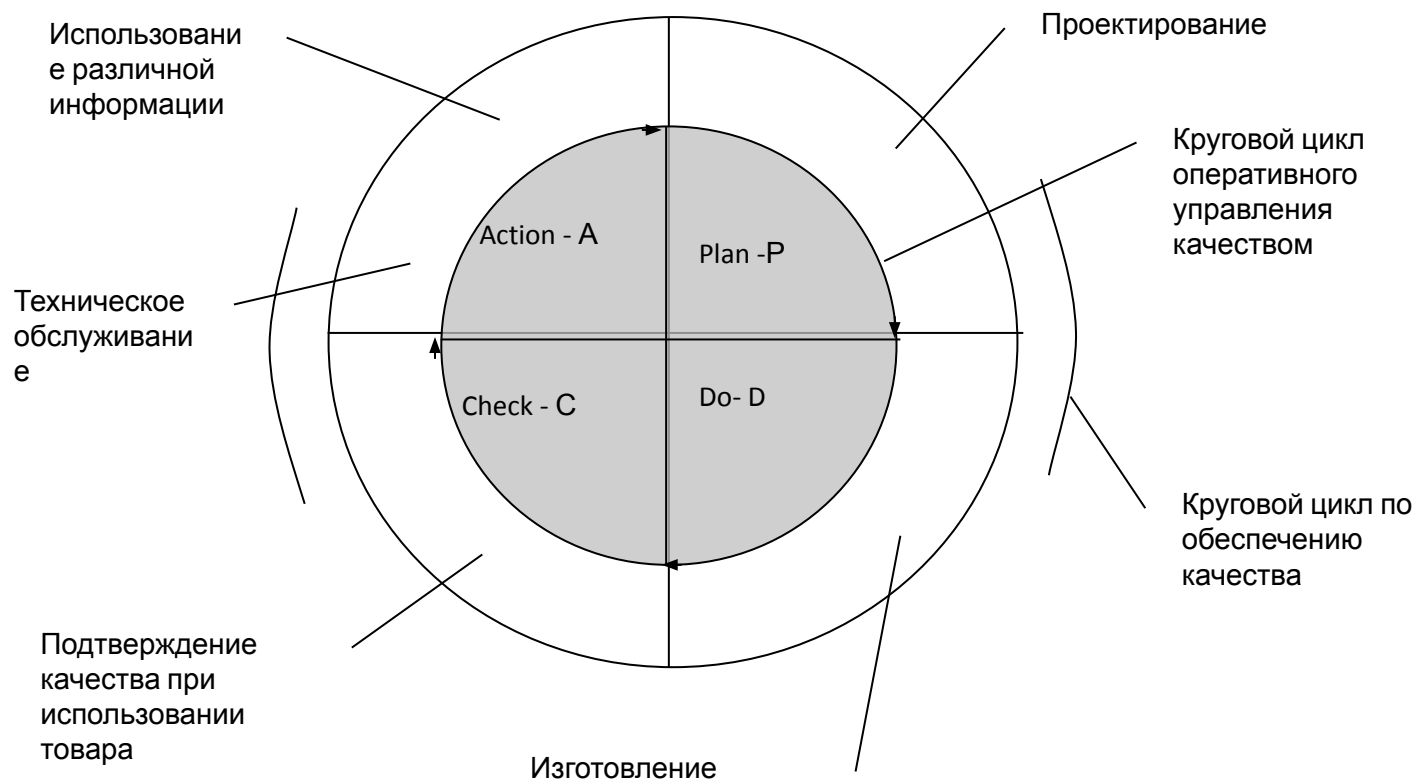 Использовани
е различной
информации
Проектирование
Круговой цикл
оперативного
управления
качеством
Action - A
Plan -P
Техническое
обслуживани
е
Check - C
Do- D
Круговой цикл по
обеспечению
качества
Подтверждение
качества при
использовании
товара
Изготовление